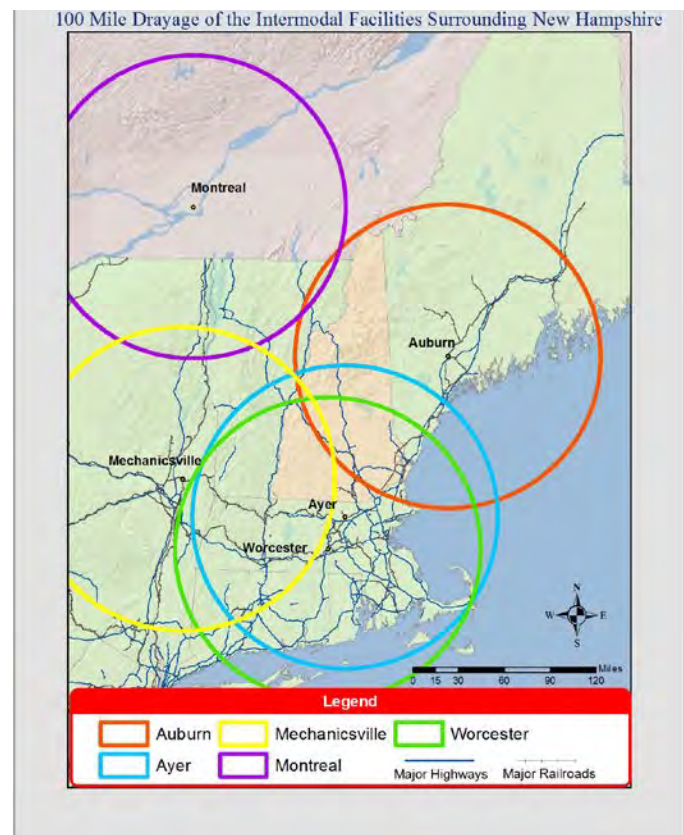 100 Mile Drayage of the Intermodal Facilities Surrounding New Hampshire
Montreal
Auburn
Mechanicsville
Ayer
Worcester
N
W E
S
Miles
0 15 30 60 90 120
Legend
Auburn Mechanicsville Worcester
Ayer Montreal Major Highways Major Railroads